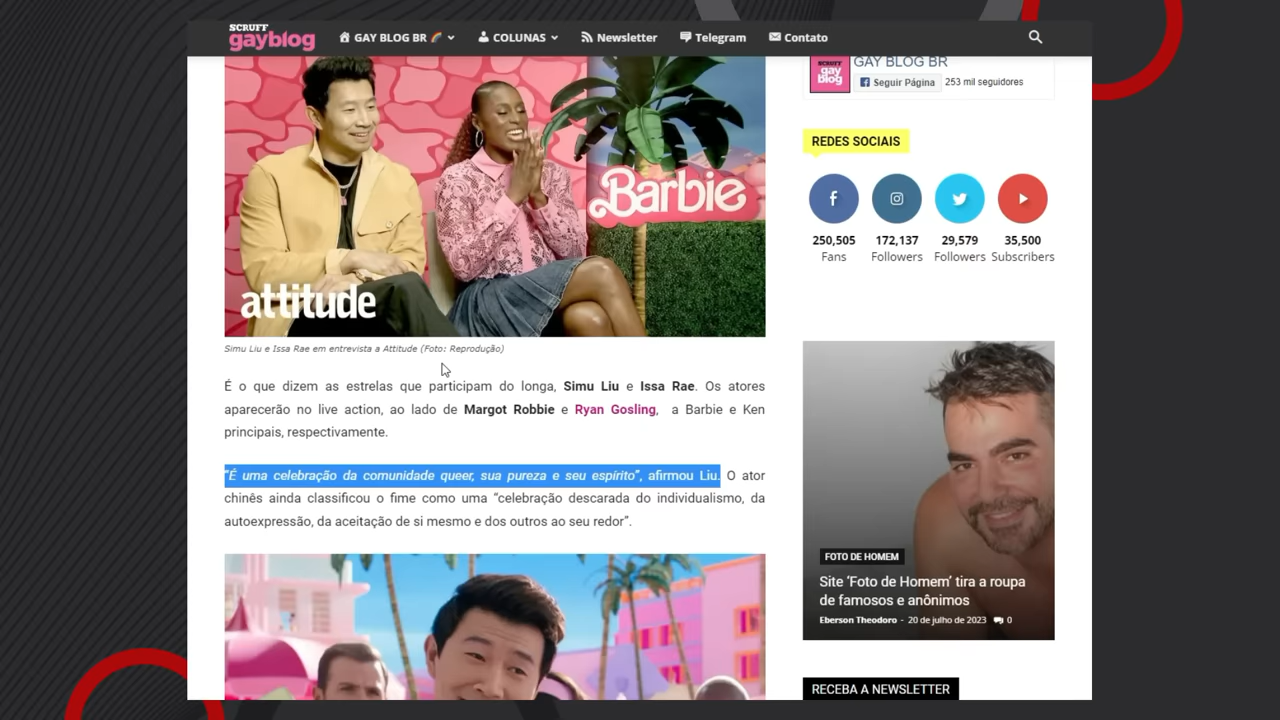 SCRUFF
gayblog
GAY BLOG BR
COLUNAS
Newsletter
Telegram
Contato
Barbie
attitude
Simu Liu e Issa Rae em entrevista a Attitude (Foto: Reprodução)
É o que dizem as estrelas que participam do longa, Simu Liu e Issa Rae. Os atores
aparecerão no live action, ao lado de Margot Robbie e Ryan Gosling, a Barbie e Ken
principais, respectivamente.
“É uma celebração da comunidade queer, sua pureza e seu espírito”, afirmou Liu. O ator
chinês ainda classificou o fime como uma “celebração descarada do individualismo, da
autoexpressão, da aceitação de si mesmo e dos outros ao seu redor”.
SCRUFF
gay
blog
GAY BLOG BR
Seguir Página
253 mil seguidores
REDES SOCIAIS
250,505 172,137 29,579 35,500
Fans Followers Followers Subscribers
FOTO DE HOMEM
Site ‘Foto de Homem’ tira a roupa
de famosos e anônimos
Eberson Theodoro - 20 de julho de 2023 0
RECEBA A NEWSLETTER